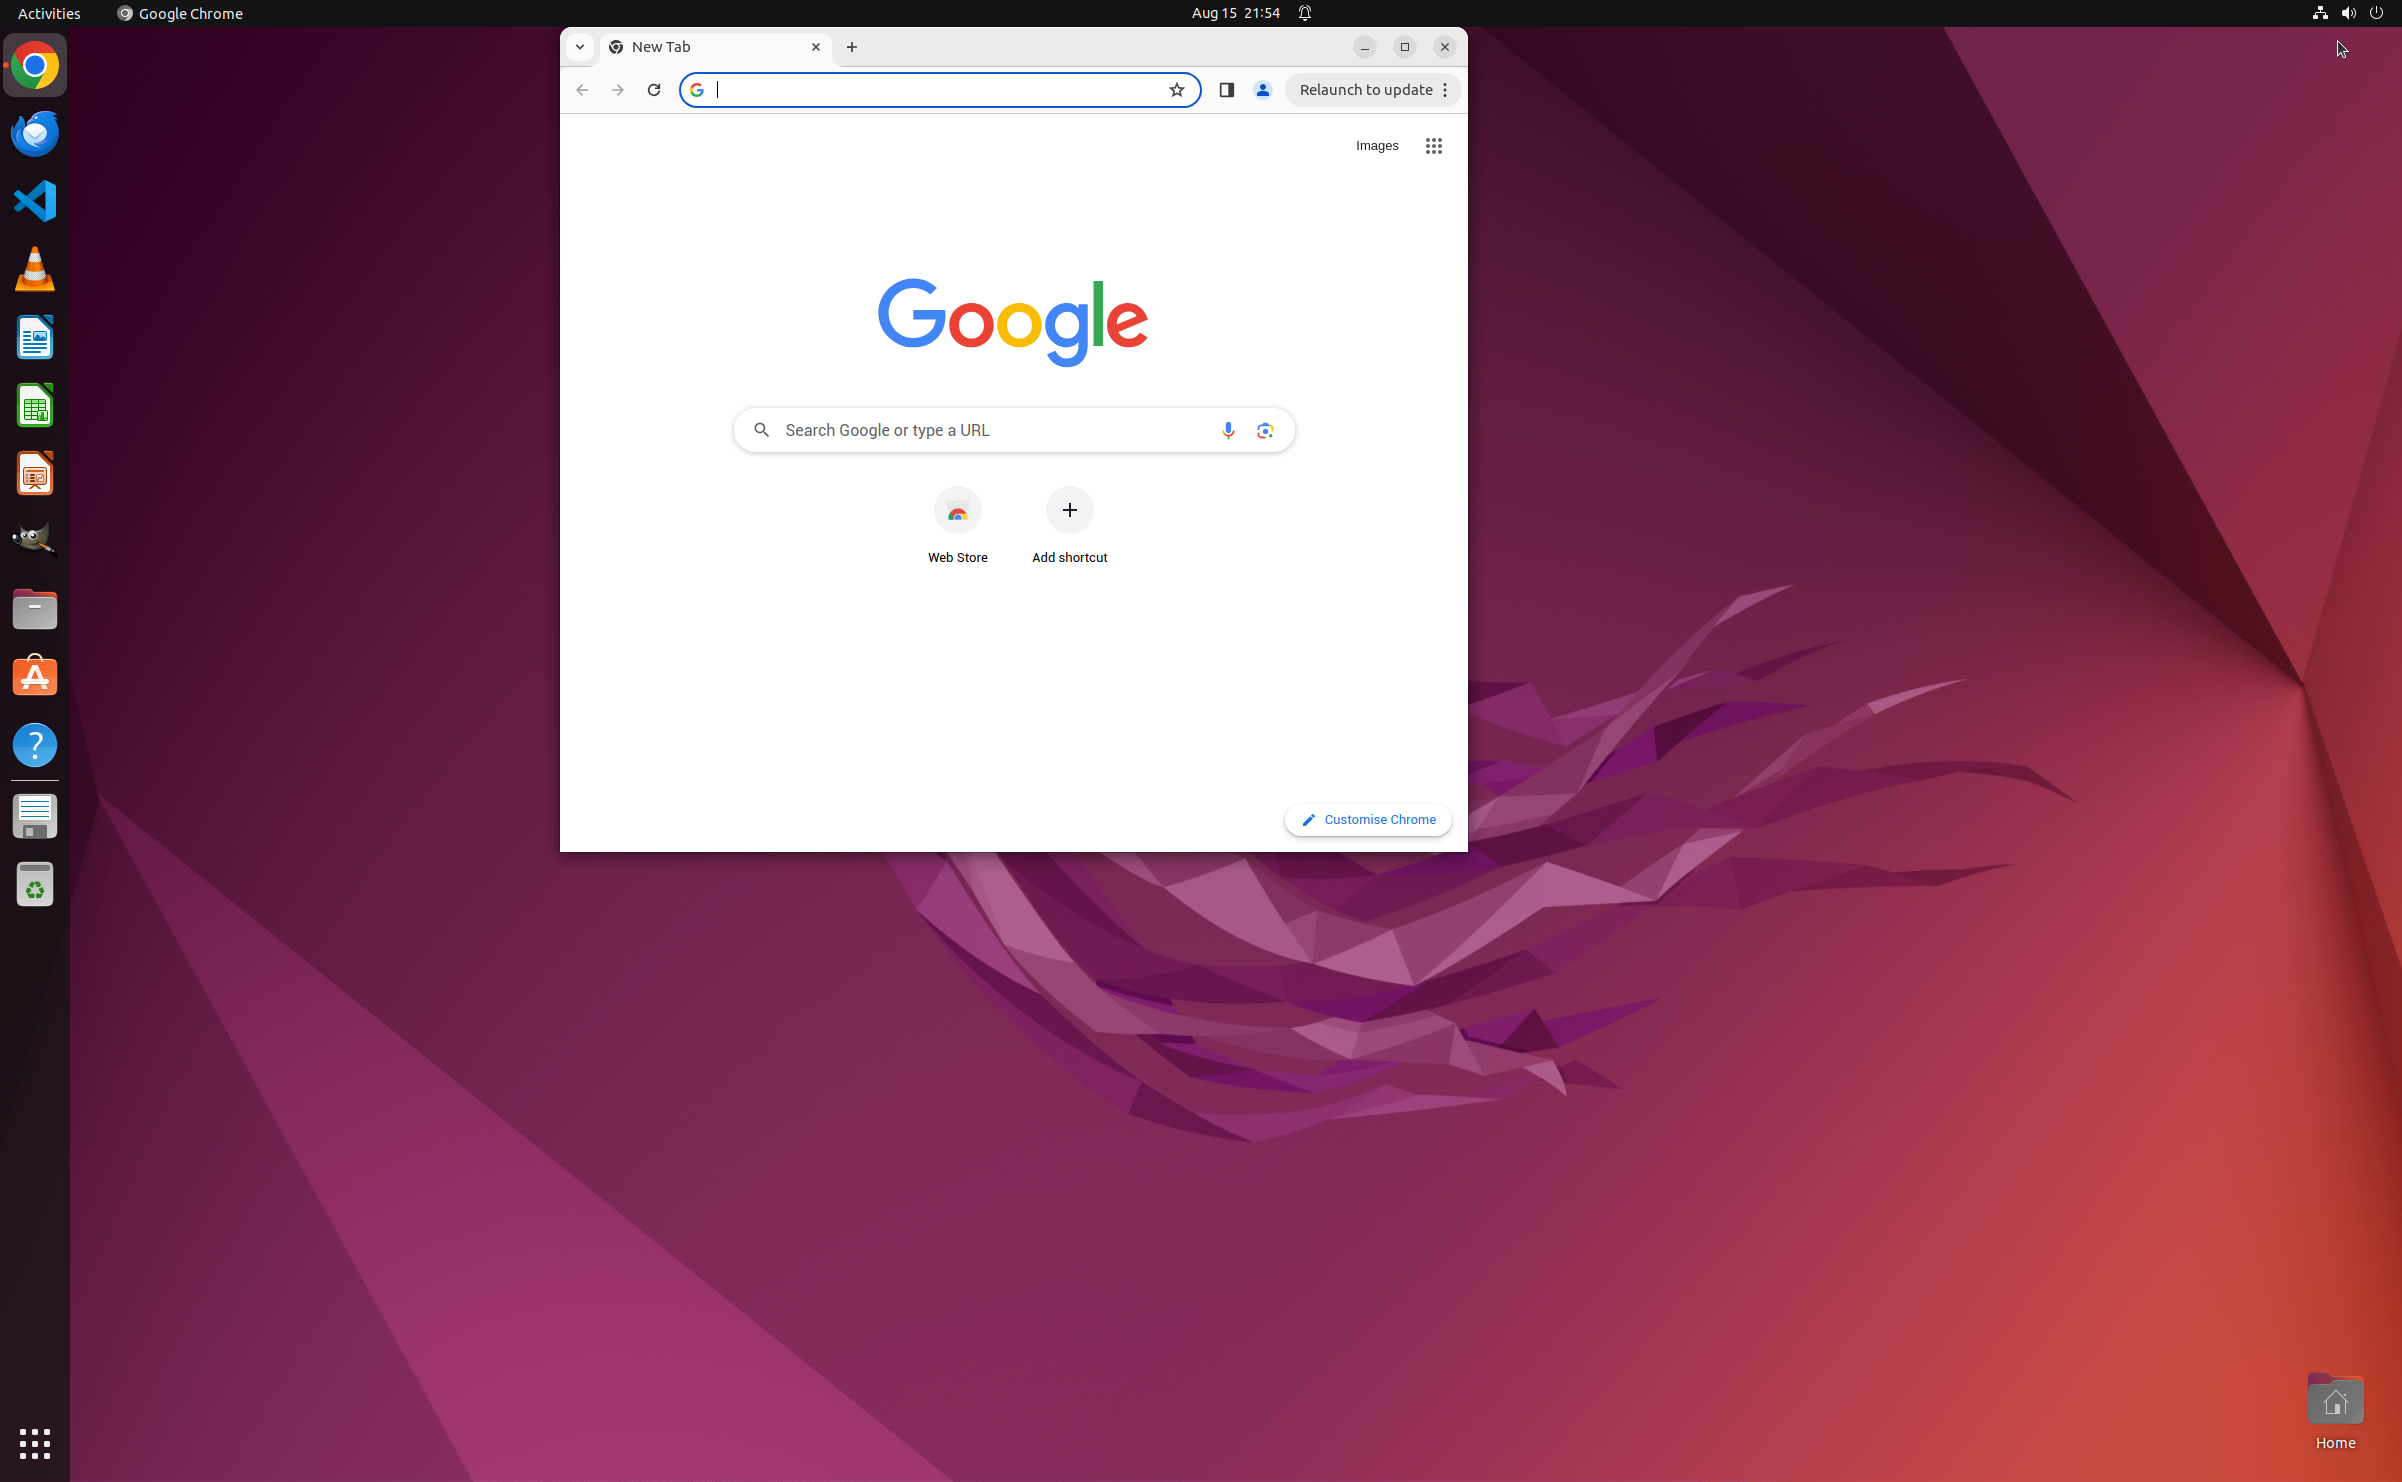 Activities
Google Chrome
Aug 15 21:54
New Tab
Relaunch to update
Images
Google
Search Google or type a URL
Web Store
Add shortcut
Customise Chrome
Home